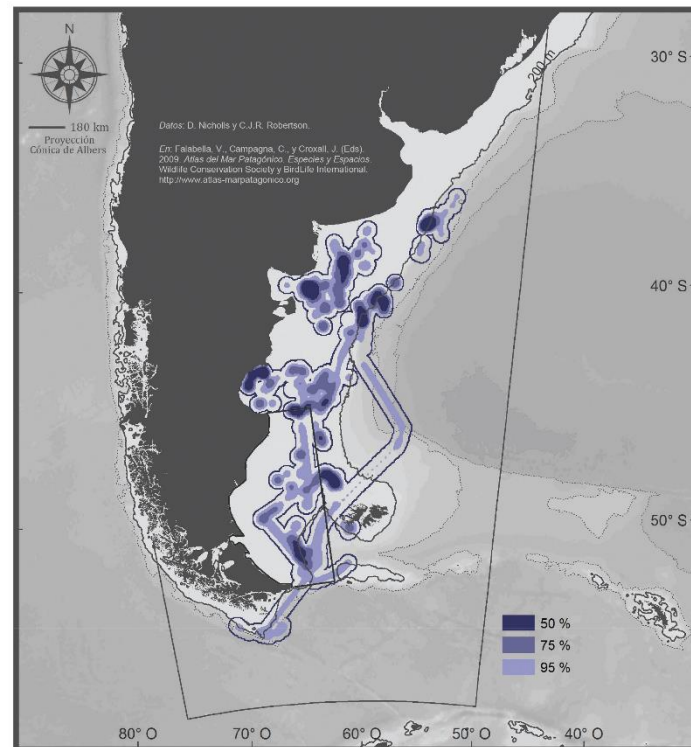 N
180 km
Proyección
Cónica de Albers
Datos: D. Nicholls y C.J.R. Robertson.
En: Falabella, V., Campagna, C., y Croxall, J. (Eds).
2009. Atlas del Mar Patagónico. Especies y Espacios.
Wildlife Conservation Society y BirdLife International.
http://www.atlas-marpatagonico.org
200 m
30° S
40° S
50° S
50 %
75 %
95 %
80° O
70° O
60° O
50° O
40° O